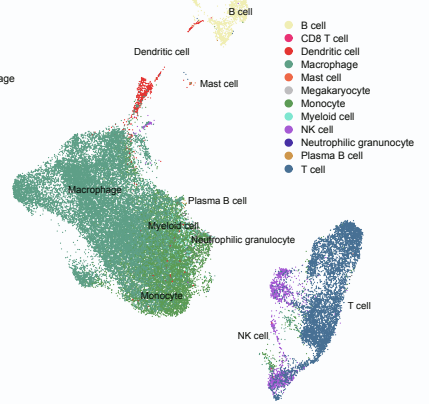 B cell
Dendritic cell
age
Mast cell
Macrophage
Plasma B cell
Myeloid cell
Neutrophilic granulocyte
Monocyte
T cell
NK cell
B cell
CD8 T cell
Dendritic cell
Macrophage
Mast cell
Megakaryocyte
Monocyte
Myeloid cell
NK cell
Neutrophilic granunocyte
Plasma B cell
T cell